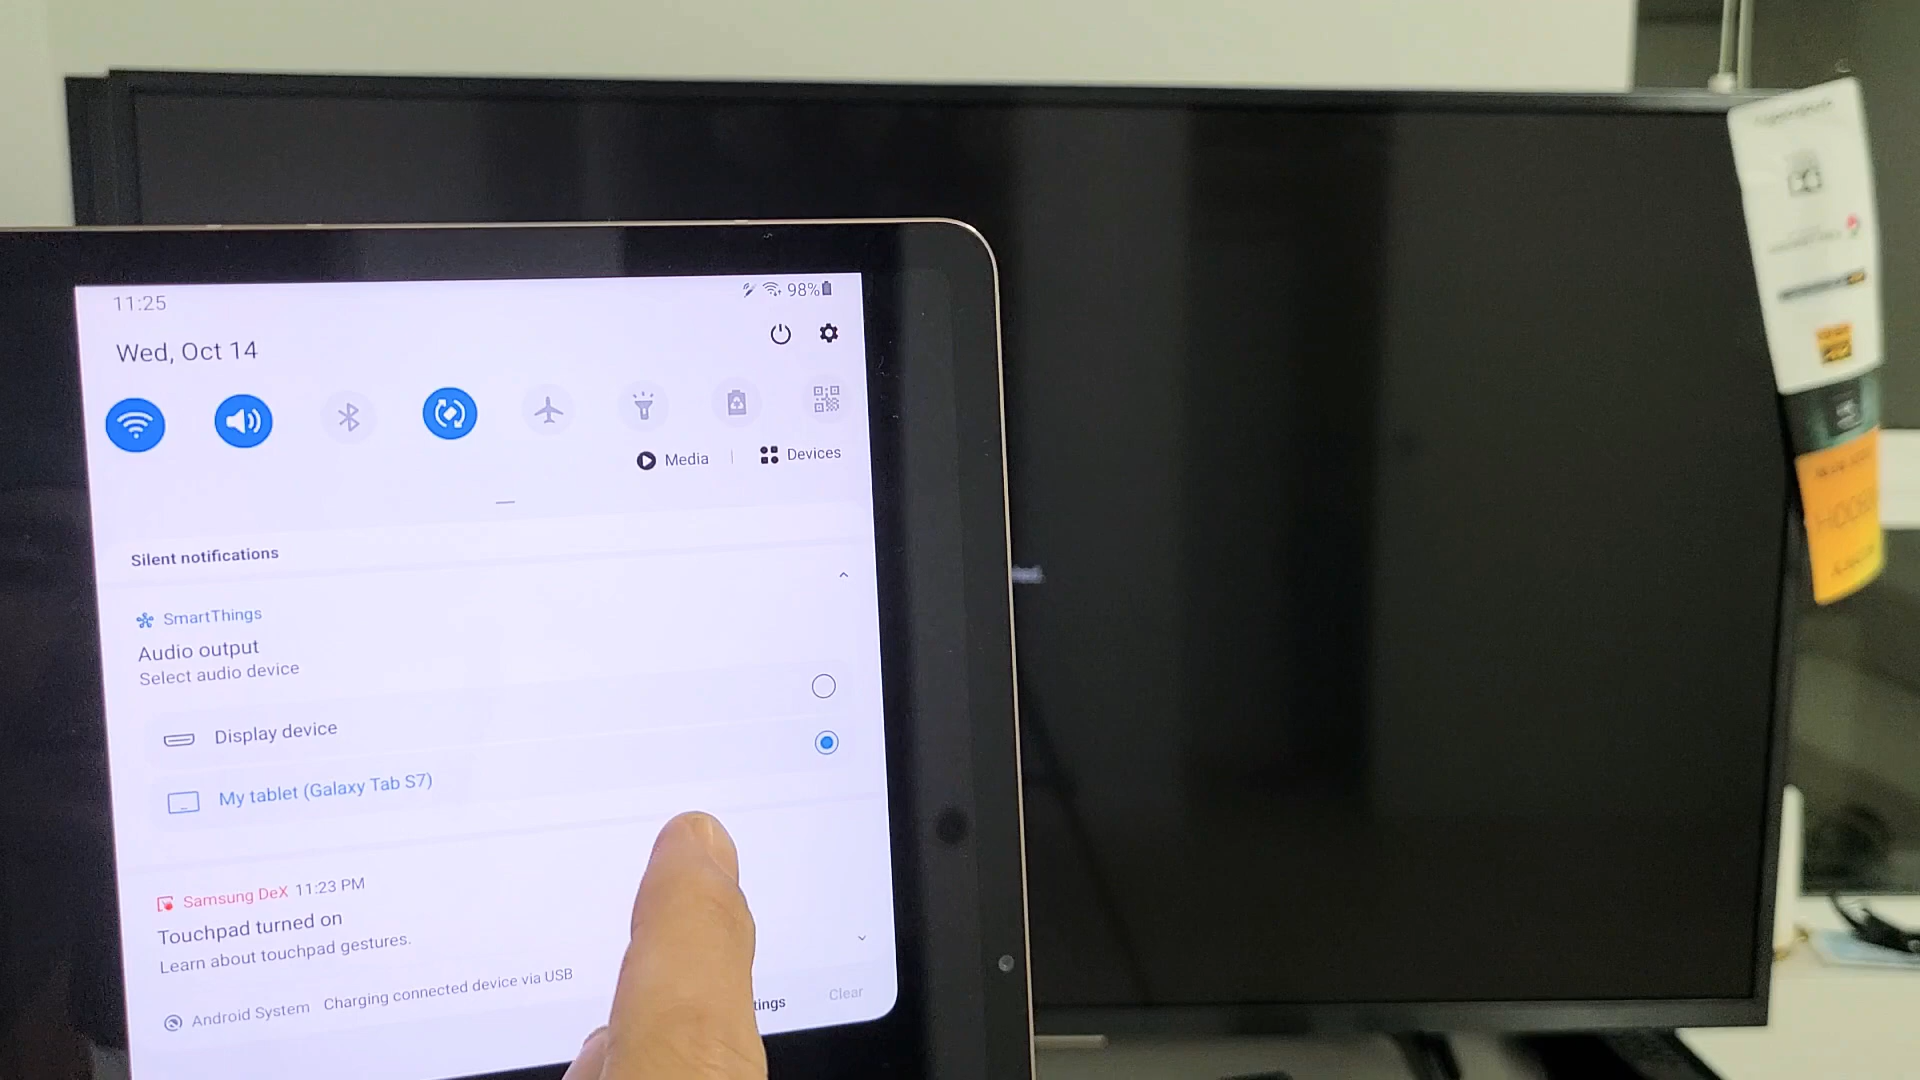 11:25
98%
Wed, Oct 14
Media
Devices
Silent notifications
SmartThings
Audio output
Select audio device
Display device
My tablet (Galaxy Tab S7)
Samsung DeX 11:23 PM
Touchpad turned on
Learn about touchpad gestures.
Android System Charging connected device via USB
tings
Clear